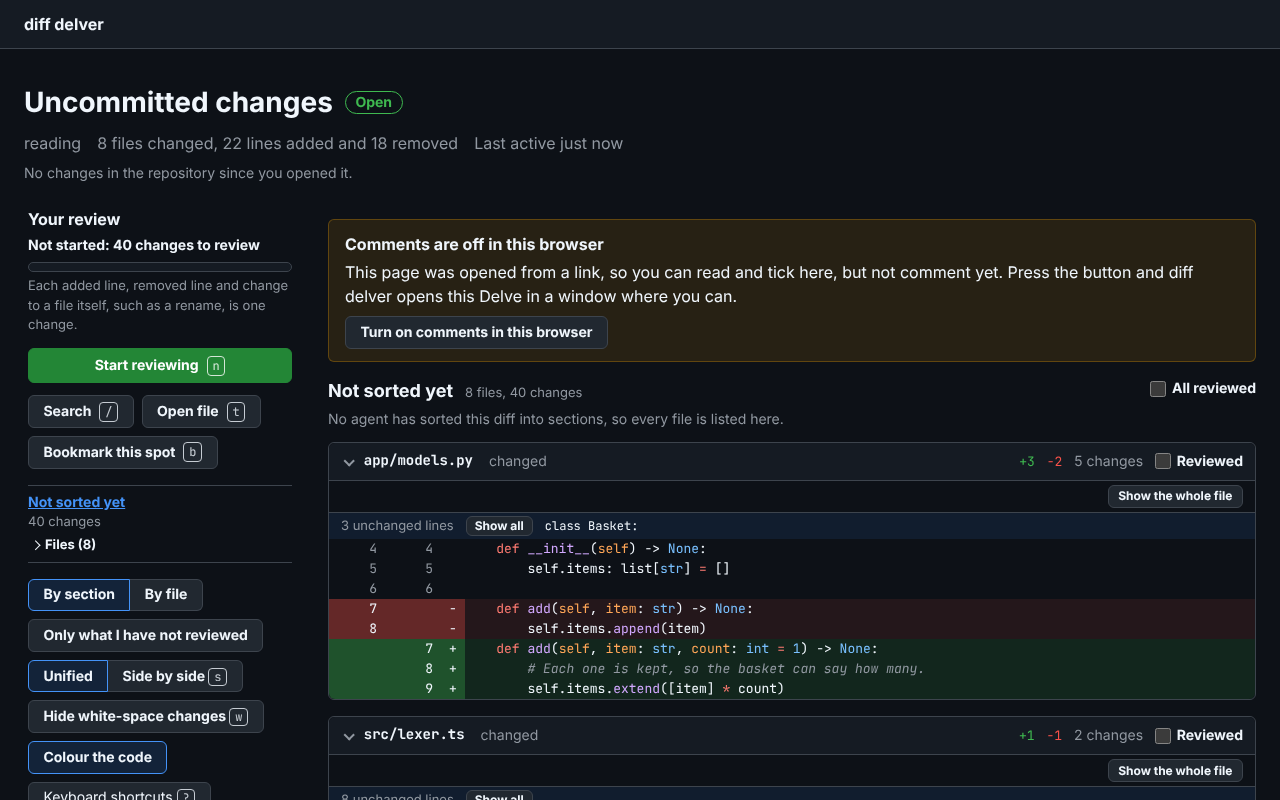 diff delver
Uncommitted changes Open
reading 8 files changed, 22 lines added and 18 removed Last active just now
No changes in the repository since you opened it.
Your review
Not started: 40 changes to review
Each added line, removed line and change
to a file itself, such as a rename, is one
change.
Start reviewing n
Search / Open file t
Bookmark this spot b
Not sorted yet
40 changes
Files (8)
By section By file
Only what I have not reviewed
Unified Side by side s
Hide white-space changes w
Colour the code
Keyboard shortcuts ?
Comments are off in this browser
This page was opened from a link, so you can read and tick here, but not comment yet. Press the button and diff
delver opens this Delve in a window where you can.
Turn on comments in this browser
Not sorted yet 8 files, 40 changes All reviewed
No agent has sorted this diff into sections, so every file is listed here.
app/models.py changed +3 -2 5 changes Reviewed
Show the whole file
3 unchanged lines Show all class Basket:
4 4 def __init__(self) -> None:
5 5 self.items: list[str] = []
6 6
7 - def add(self, item: str) -> None:
8 - self.items.append(item)
7 + def add(self, item: str, count: int = 1) -> None:
8 + # Each one is kept, so the basket can say how many.
9 + self.items.extend([item] * count)
src/lexer.ts changed +1 -1 2 changes Reviewed
Show the whole file
8 unchanged lines Show all